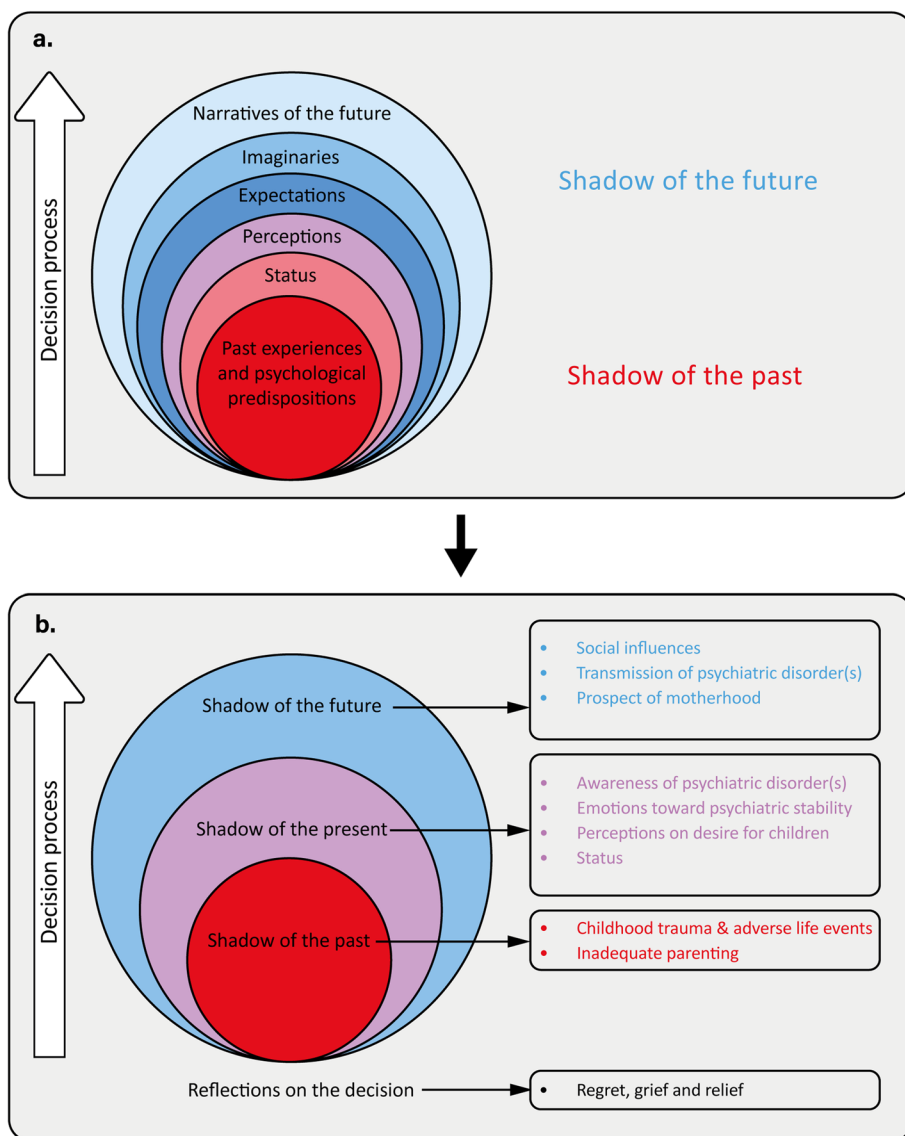 a.
Decision process
Narratives of the future
Imaginaries
Expectations
Perceptions
Status
Past experiences
and psychological
predispositions
Shadow of the future
Shadow of the past
b.
Decision process
Shadow of the future
• Social influences
• Transmission of psychiatric disorder(s)
• Prospect of motherhood
Shadow of the present
• Awareness of psychiatric disorder(s)
• Emotions toward psychiatric stability
• Perceptions on desire for children
• Status
Shadow of the past
• Childhood trauma & adverse life events
• Inadequate parenting
Reflections on the decision
• Regret, grief and relief